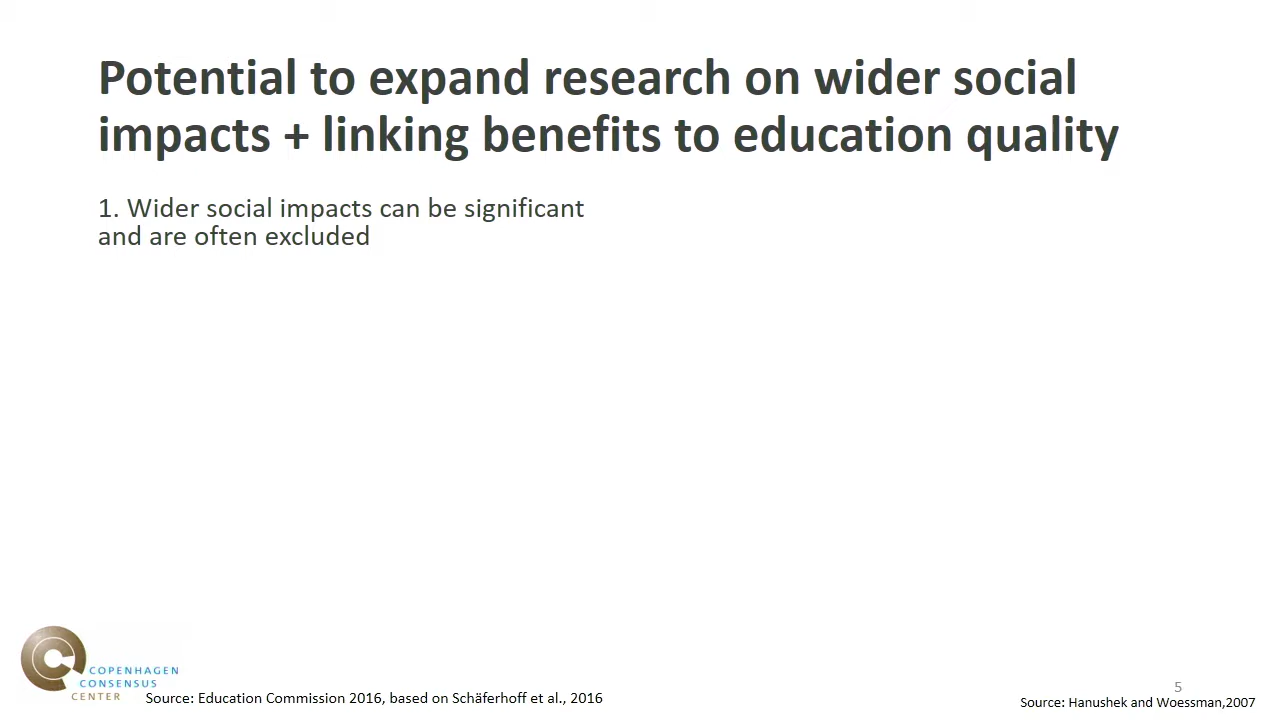 Potential to expand research on wider social
impacts + linking benefits to education quality
1. Wider social impacts can be significant
and are often excluded
COPENHAGEN
CONSENSUS
CENTER
Source: Education Commission 2016, based on Schäferhoff et al., 2016
5
Source: Hanushek and Woessman,2007